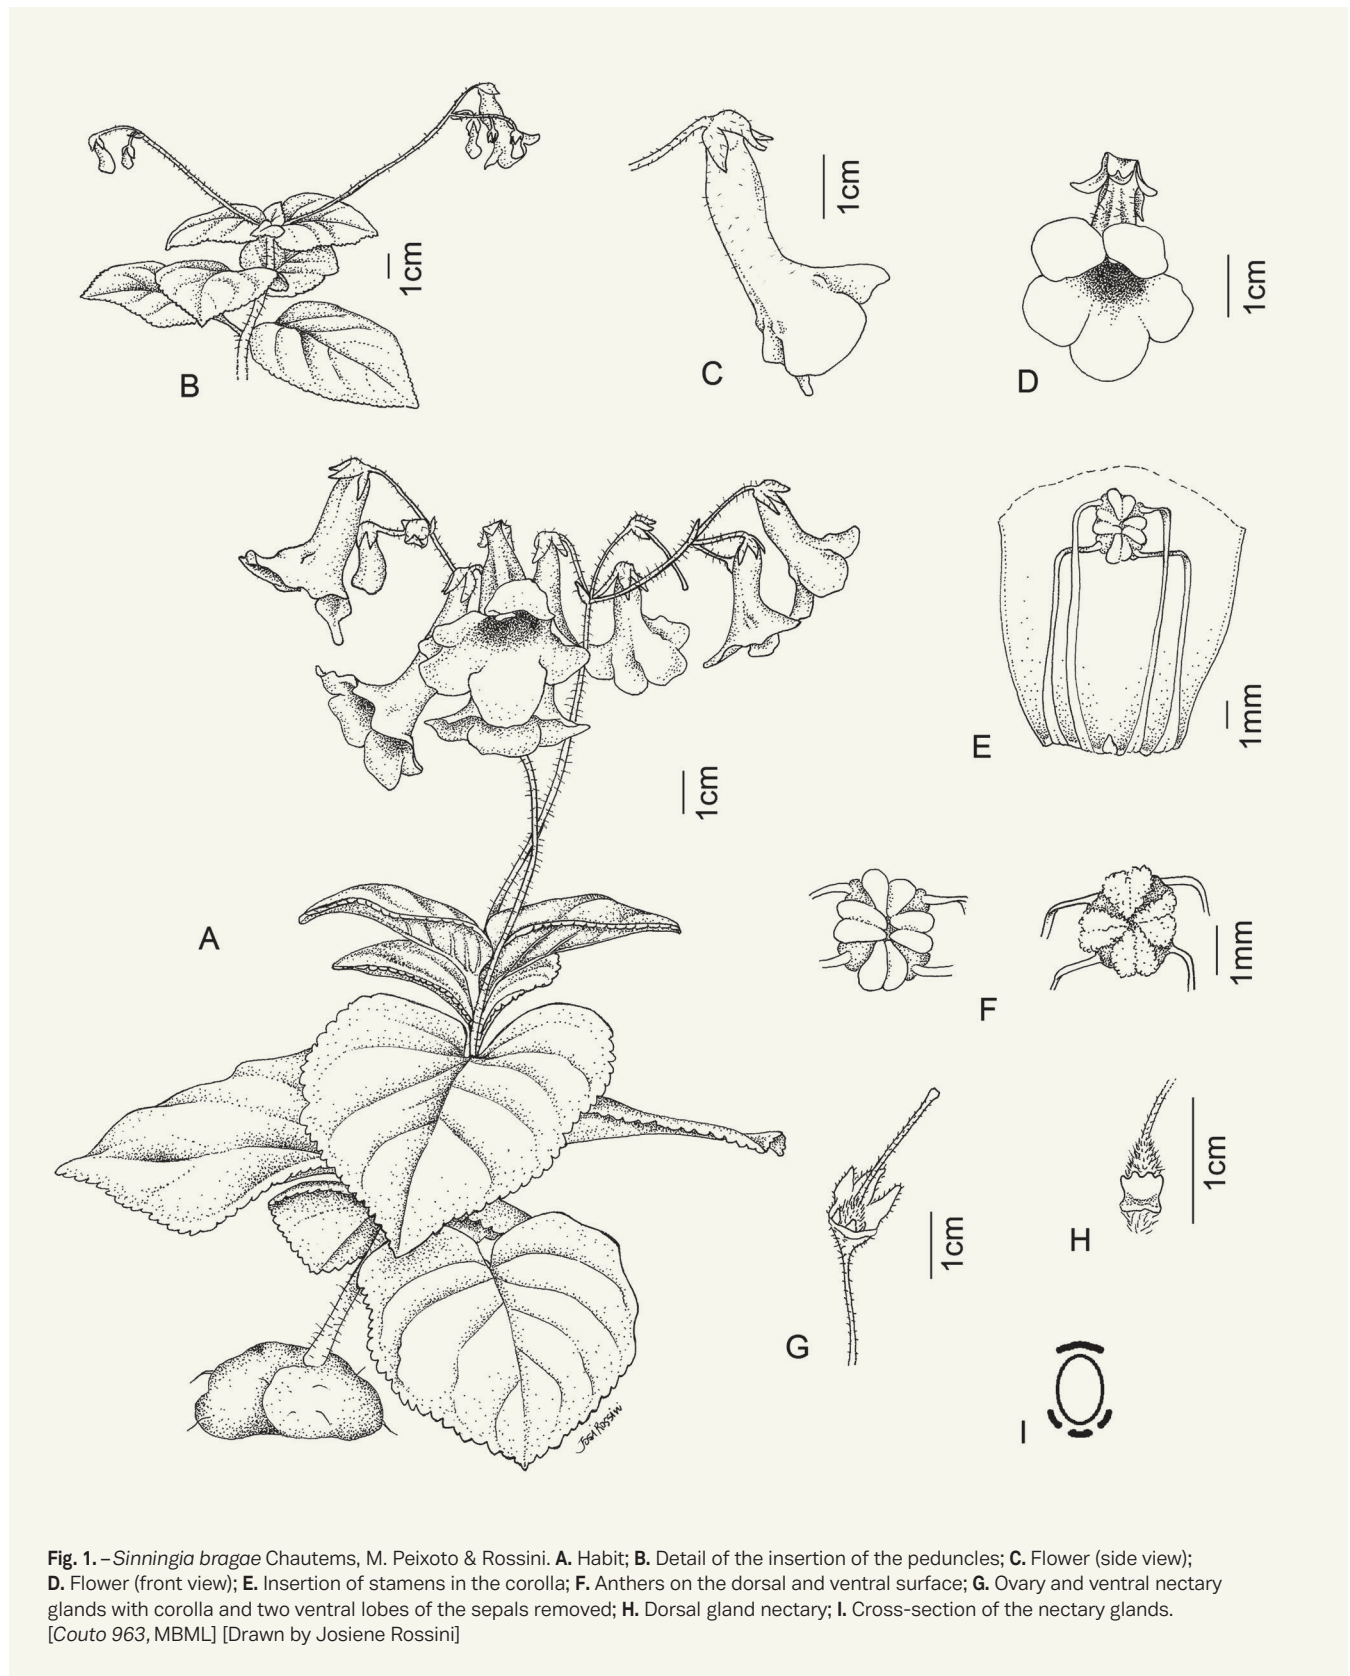 B
1cm
C
1cm
D
1cm
A
1cm
E
1mm
F
1mm
G
1cm
H
1cm
I
Josi Rossini
Fig. 1. – Sinningia bragae Chautems, M. Peixoto & Rossini. A. Habit; B. Detail of the insertion of the peduncles; C. Flower (side view);
D. Flower (front view); E. Insertion of stamens in the corolla; F. Anthers on the dorsal and ventral surface; G. Ovary and ventral nectary
glands with corolla and two ventral lobes of the sepals removed; H. Dorsal gland nectary; I. Cross-section of the nectary glands.
[Couto 963, MBML] [Drawn by Josiene Rossini]